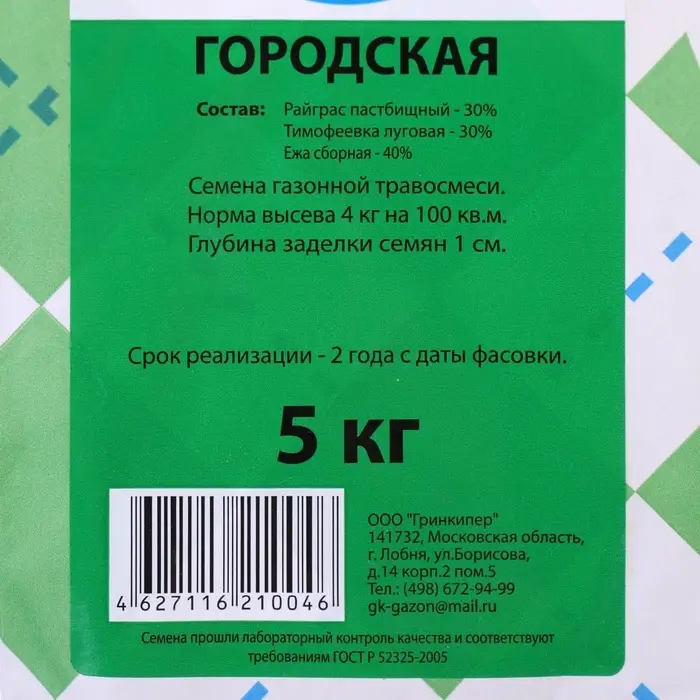 ГОРОДСКАЯ
Состав: Райграс пастбищный - 30%
Тимофеевка луговая - 30%
Ежа сборная - 40%
Семена газонной травосмеси.
Норма высева 4 кг на 100 кв.м.
Глубина заделки семян 1 см.
Срок реализации - 2 года с даты фасовки.
5 кг
ООО "Гринкипер"
141732, Московская область,
г. Лобня, ул.Борисова,
д.14 корп.2 пом.5
Тел.: (498) 672-94-99
gk-gazon@mail.ru
4 627116 210046
Семена прошли лабораторный контроль качества и соответствуют
требованиям ГОСТ Р 52325-2005